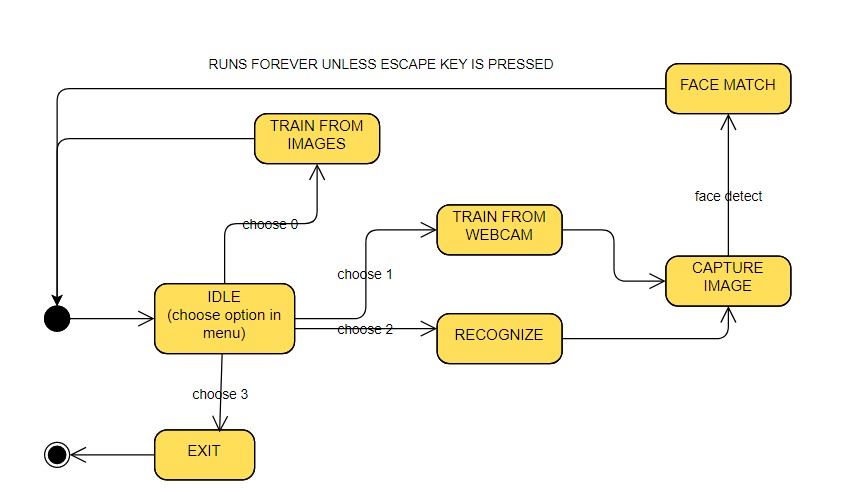 RUNS FOREVER UNLESS ESCAPE KEY IS PRESSED
FACE MATCH
TRAIN FROM
IMAGES
face detect
choose 0
TRAIN FROM
WEBCAM
choose 1
CAPTURE
IMAGE
IDLE
(choose option in
menu)
choose 2
RECOGNIZE
choose 3
EXIT